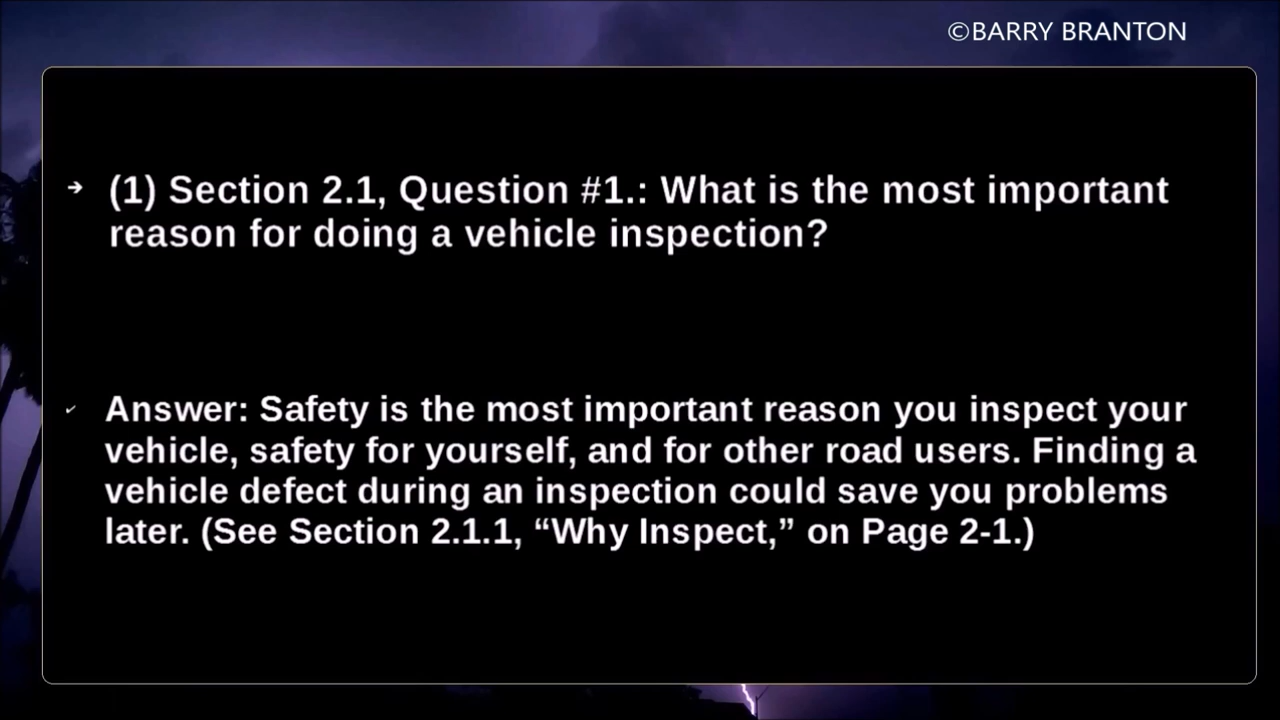 ©BARRY BRANTON
(1) Section 2.1, Question #1.: What is the most important
reason for doing a vehicle inspection?
Answer: Safety is the most important reason you inspect your
vehicle, safety for yourself, and for other road users. Finding a
vehicle defect during an inspection could save you problems
later. (See Section 2.1.1, “Why Inspect,” on Page 2-1.)